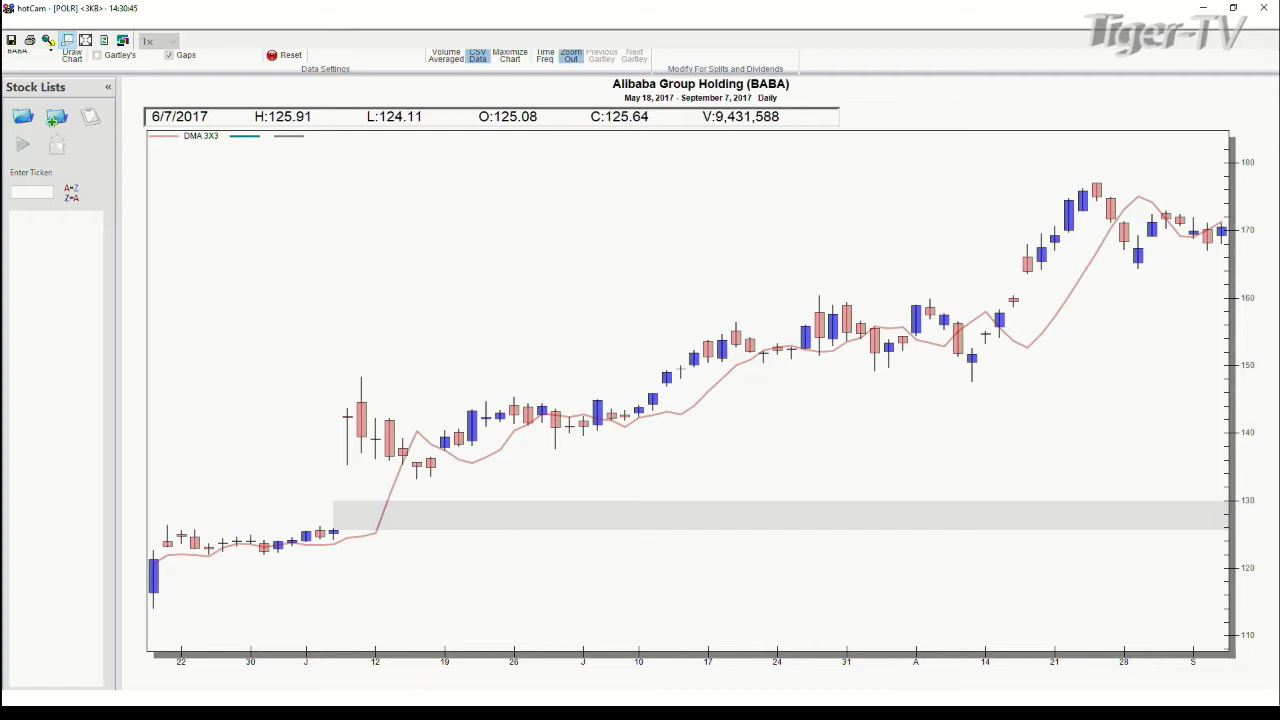 hotCam - [POLR] <3KB> - 14:30:45
Tiger-TV
1x
BABA
Draw Chart
Gartley's
Gaps
Reset
Volume Averaged
CSV Data
Maximize Chart
Time Freq
Zoom Out
Previous Gartley
Next Gartley
Data Settings
Modify For Splits and Dividends
Stock Lists «
Alibaba Group Holding (BABA)
May 18, 2017 - September 7, 2017 Daily
6/7/2017 H:125.91 L:124.11 O:125.08 C:125.64 V:9,431,588
DMA 3X3
Enter Ticker:
A=Z
Z=A
180
170
160
150
140
130
120
110
22 30 J 12 19 26 J 10 17 24 31 A 14 21 28 S